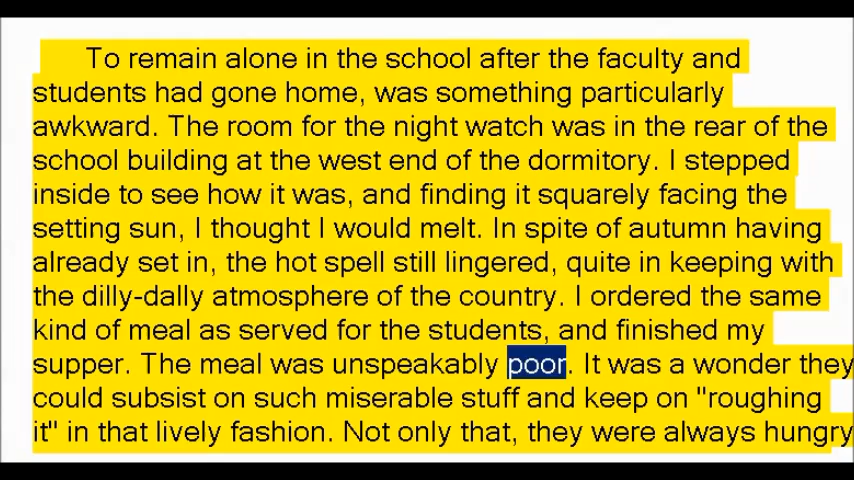 To remain alone in the school after the faculty and
students had gone home, was something particularly
awkward. The room for the night watch was in the rear of the
school building at the west end of the dormitory. I stepped
inside to see how it was, and finding it squarely facing the
setting sun, I thought I would melt. In spite of autumn having
already set in, the hot spell still lingered, quite in keeping with
the dilly-dally atmosphere of the country. I ordered the same
kind of meal as served for the students, and finished my
supper. The meal was unspeakably poor. It was a wonder they
could subsist on such miserable stuff and keep on "roughing
it" in that lively fashion. Not only that, they were always hungry